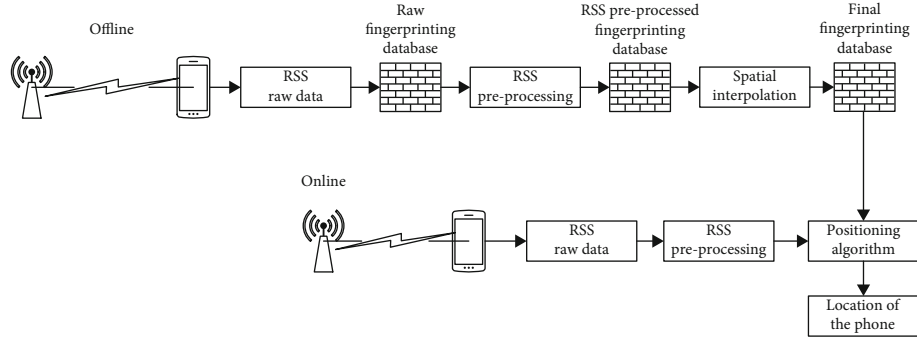 Offline
Raw
fingerprinting
database
RSS pre-processed
fingerprinting
database
Final
fingerprinting
database
RSS
raw data
RSS
pre-processing
Spatial
interpolation
Online
RSS
raw data
RSS
pre-processing
Positioning
algorithm
Location of
the phone